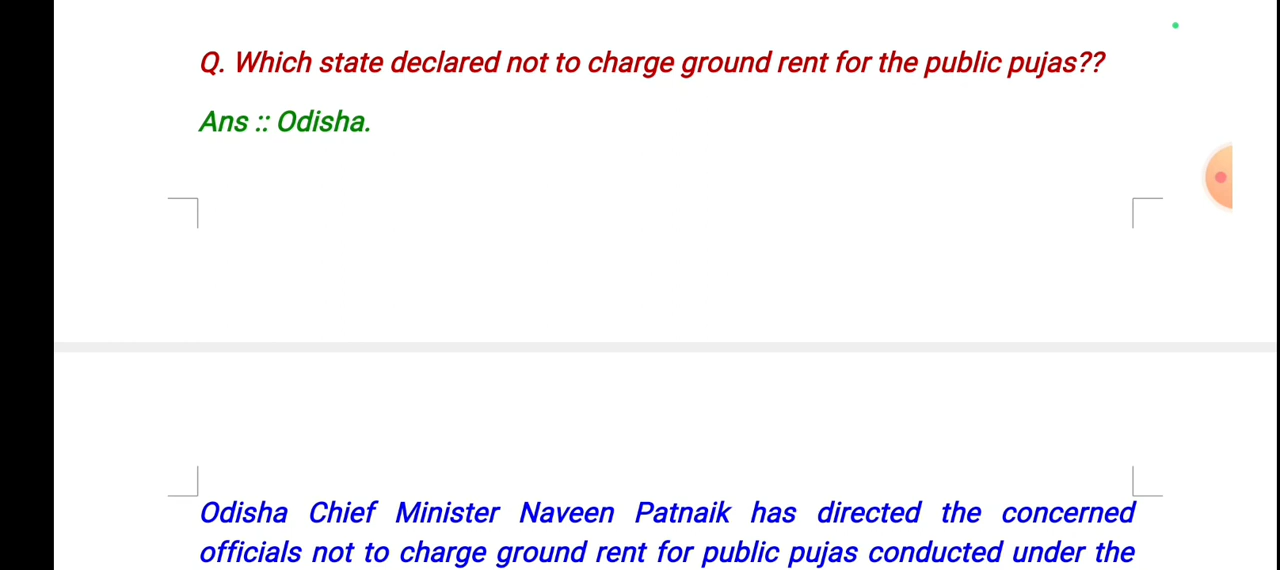 Q. Which state declared not to charge ground rent for the public pujas??
Ans :: Odisha.
Odisha Chief Minister Naveen Patnaik has directed the concerned
officials not to charge ground rent for public pujas conducted under the